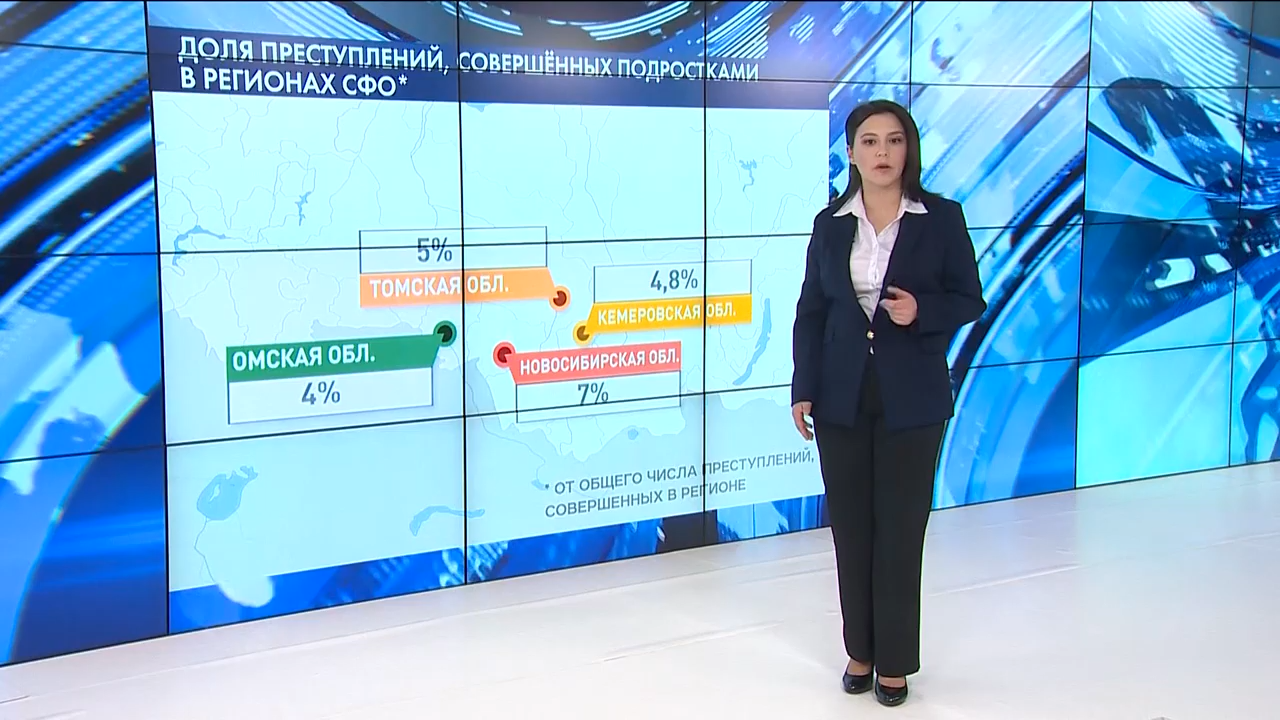 ДОЛЯ ПРЕСТУПЛЕНИЙ, СОВЕРШЁННЫХ ПОДРОСТКАМИ
В РЕГИОНАХ СФО*
5%
ТОМСКАЯ ОБЛ.
4,8%
КЕМЕРОВСКАЯ ОБЛ.
ОМСКАЯ ОБЛ.
4%
НОВОСИБИРСКАЯ ОБЛ.
7%
* ОТ ОБЩЕГО ЧИСЛА ПРЕСТУПЛЕНИЙ,
СОВЕРШЕННЫХ В РЕГИОНЕ